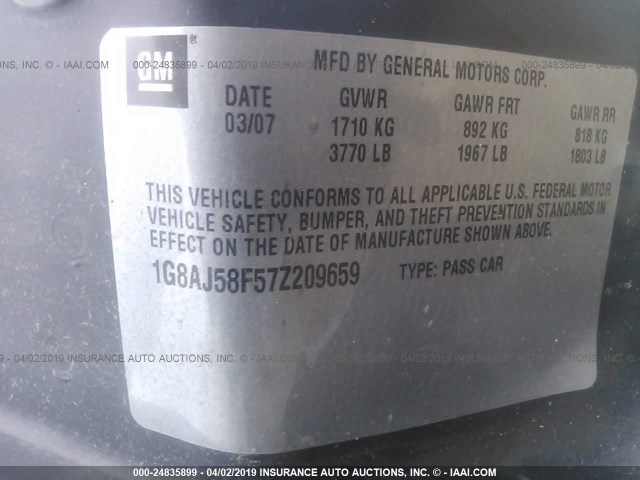 GM
®
MFD BY GENERAL MOTORS CORP.
DATE GVWR GAWR FRT GAWR RR
03/07 1710 KG 892 KG 818 KG
3770 LB 1967 LB 1803 LB
THIS VEHICLE CONFORMS TO ALL APPLICABLE U.S. FEDERAL MOTOR
VEHICLE SAFETY, BUMPER, AND THEFT PREVENTION STANDARDS IN
EFFECT ON THE DATE OF MANUFACTURE SHOWN ABOVE.
1G8AJ58F57Z209659 TYPE: PASS CAR
000-24835899 - 04/02/2019 INSURANCE AUTO AUCTIONS, INC. - © IAAI.COM